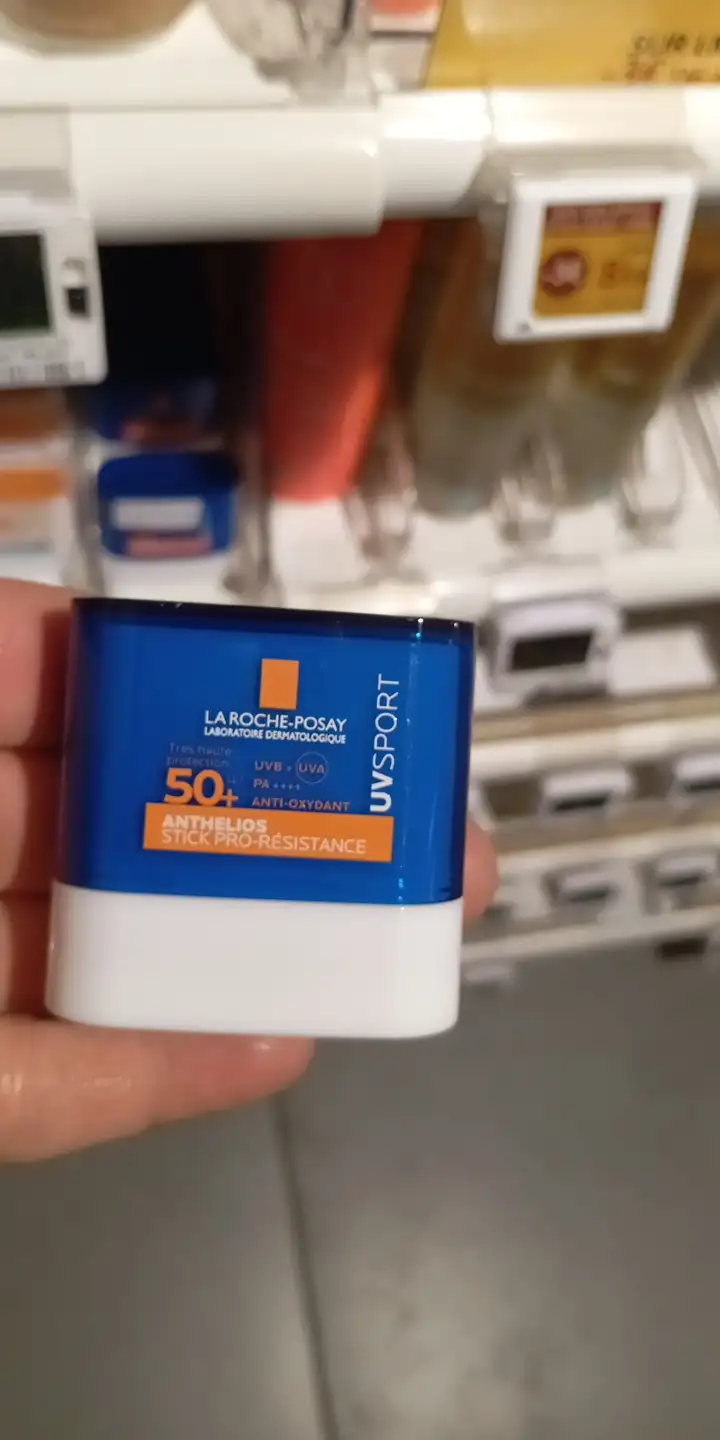 LA ROCHE-POSAY
LABORATOIRE DERMATOLOGIQUE
Très haute
protection
50+
UVB + UVA
PA ++++
ANTI-OXYDANT
ANTHELIOS
STICK PRO-RÉSISTANCE
UVSPORT